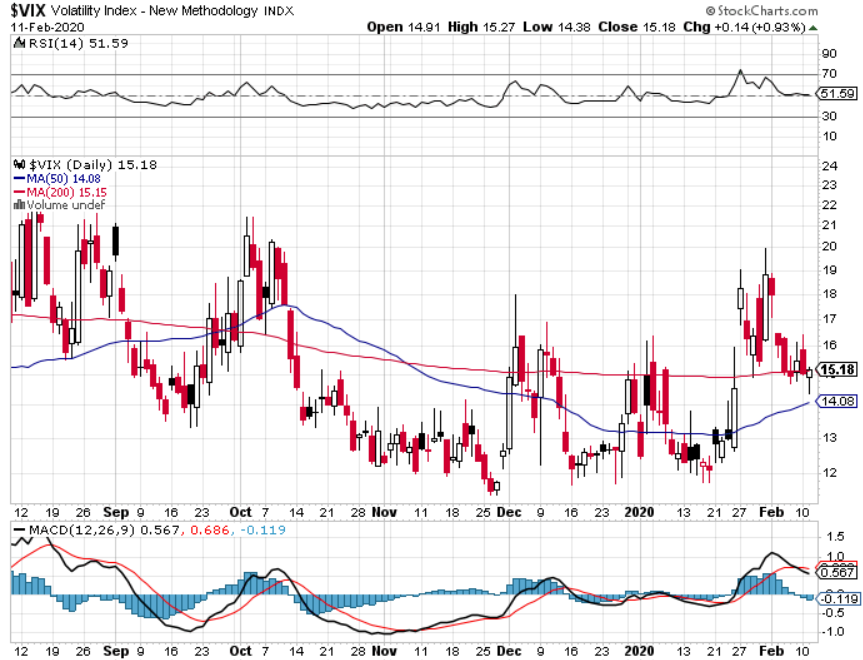 $VIX Volatility Index - New Methodology INDX
© StockCharts.com
11-Feb-2020
Open 14.91 High 15.27 Low 14.38 Close 15.18 Chg +0.14 (+0.93%)
RSI(14) 51.59
90
70
51.59
30
10
$VIX (Daily) 15.18
MA(50) 14.08
MA(200) 15.15
Volume undef
24
23
22
21
20
19
18
17
16
15.18
14.08
13
12
12 19 26 Sep 9 16 23 Oct 7 14 21 28 Nov 11 18 25 Dec 9 16 23 2020 13 21 27 Feb 10
MACD(12,26,9) 0.567, 0.686, -0.119
1.5
1.0
0.567
-0.119
-0.5
-1.0
12 19 26 Sep 9 16 23 Oct 7 14 21 28 Nov 11 18 25 Dec 9 16 23 2020 13 21 27 Feb 10